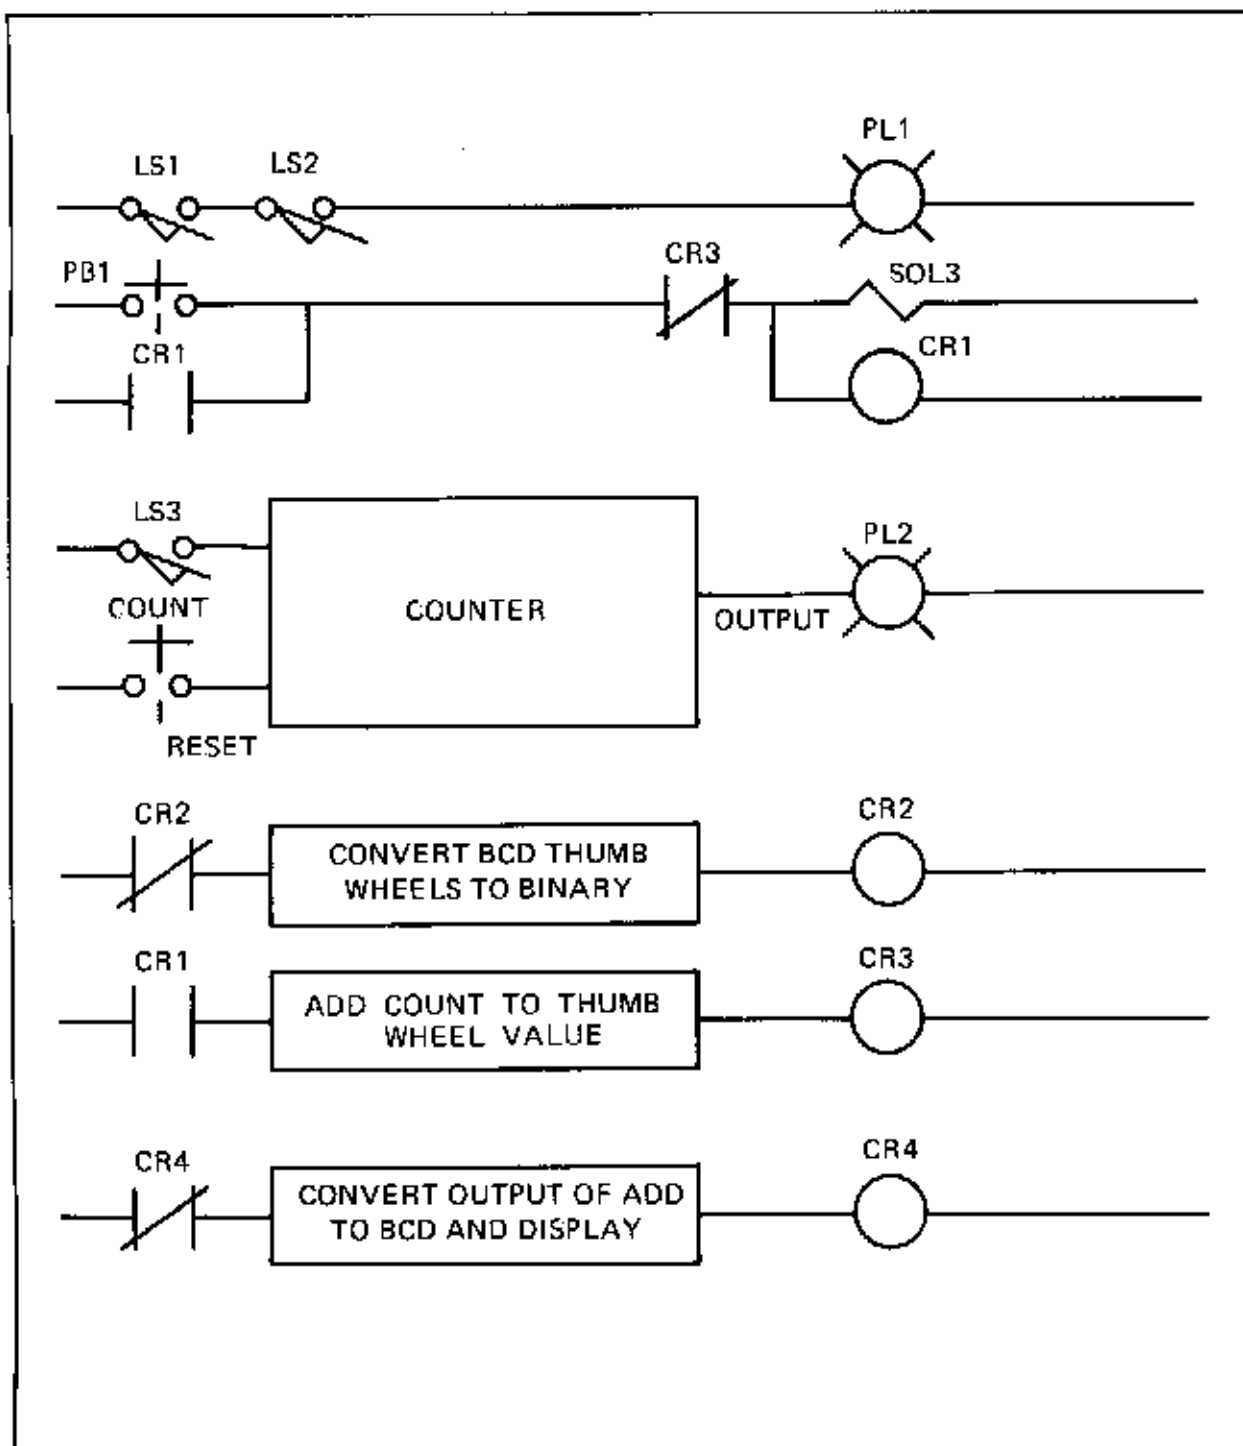 PL1
LS1 LS2
PB1 CR3 SOL3
CR1 CR1
LS3 PL2
COUNT COUNTER OUTPUT
RESET
CR2 CR2
CONVERT BCD THUMB
WHEELS TO BINARY
CR1 CR3
ADD COUNT TO THUMB
WHEEL VALUE
CR4 CR4
CONVERT OUTPUT OF ADD
TO BCD AND DISPLAY